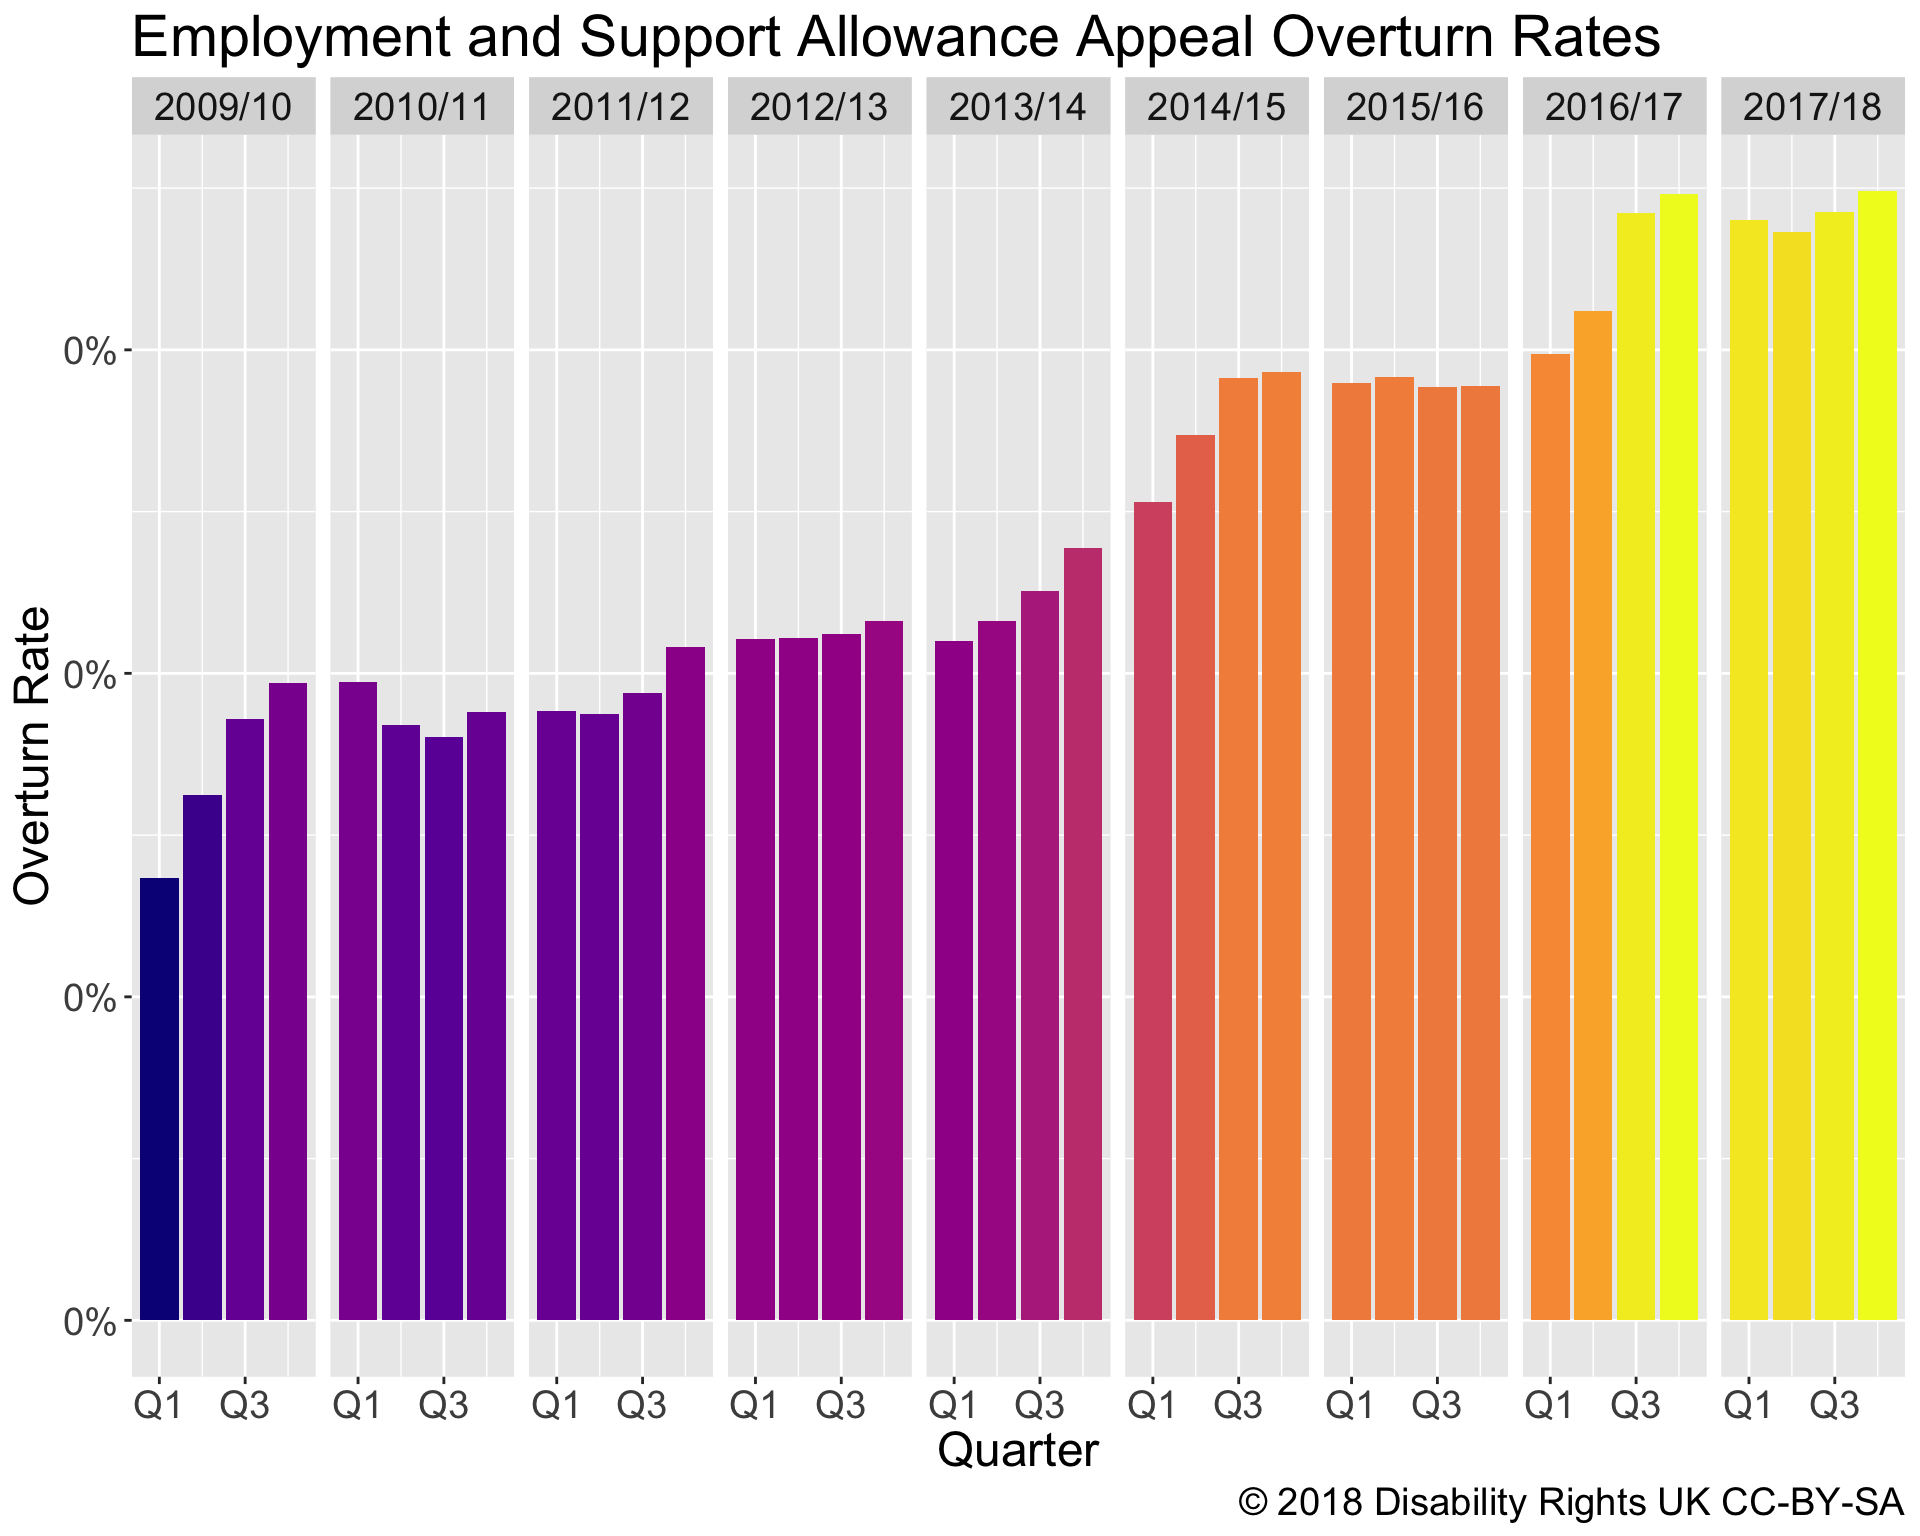 Employment and Support Allowance Appeal Overturn Rates
2009/10 2010/11 2011/12 2012/13 2013/14 2014/15 2015/16 2016/17 2017/18
0%
0%
0%
0%
Overturn Rate
Q1 Q3 Q1 Q3 Q1 Q3 Q1 Q3 Q1 Q3 Q1 Q3 Q1 Q3 Q1 Q3 Q1 Q3
Quarter
© 2018 Disability Rights UK CC-BY-SA